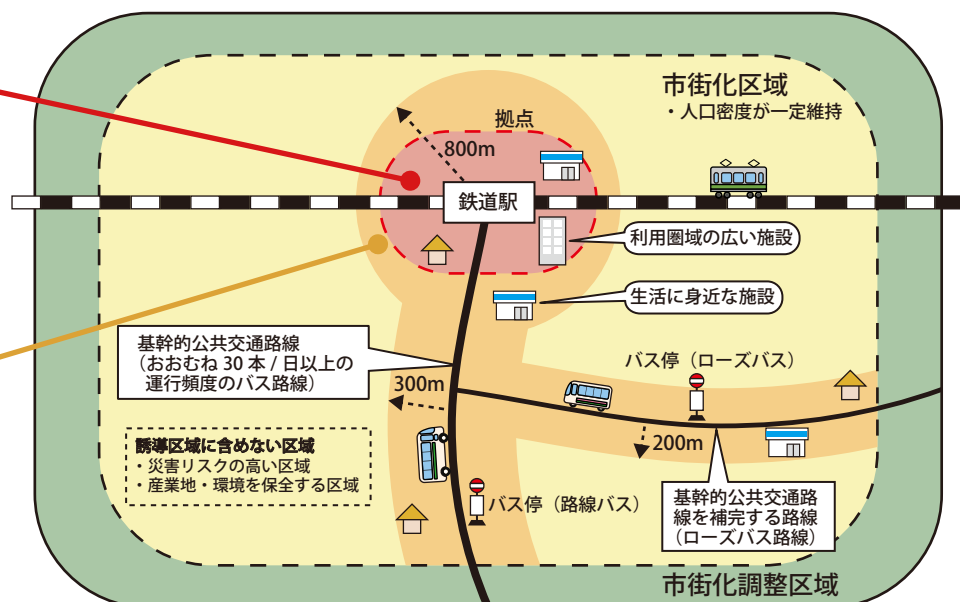 市街化区域
・人口密度が一定維持
拠点
800m
鉄道駅
利用圏域の広い施設
生活に身近な施設
基幹的公共交通路線
（おおむね 30 本 / 日以上の
運行頻度のバス路線）
300m
バス停（ローズバス）
200m
誘導区域に含めない区域
・災害リスクの高い区域
・産業地・環境を保全する区域
バス停（路線バス）
基幹的公共交通路
線を補完する路線
（ローズバス路線）
市街化調整区域